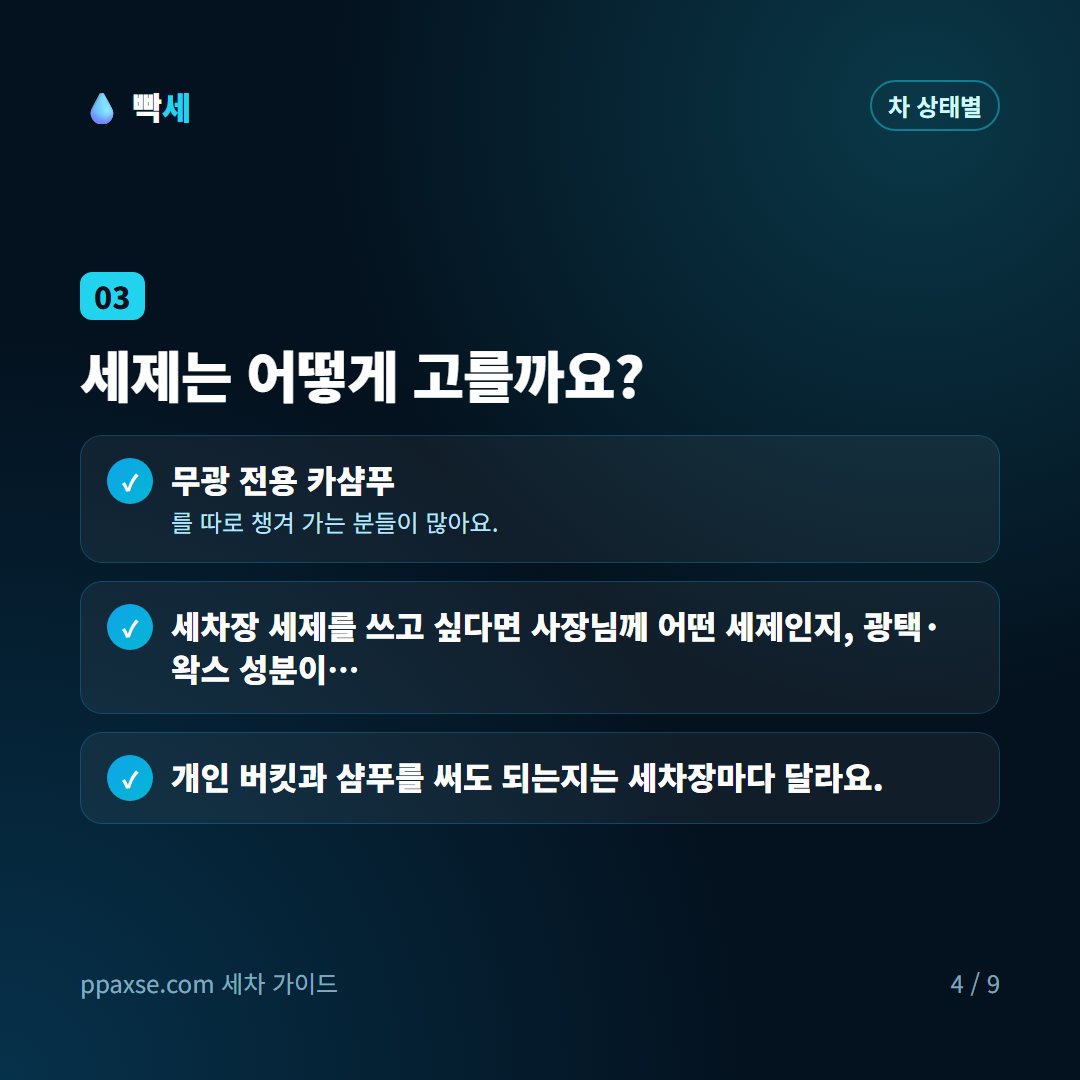 빡세
차 상태별
03
세제는 어떻게 고를까요?
무광 전용 카샴푸
를 따로 챙겨 가는 분들이 많아요.
세차장 세제를 쓰고 싶다면 사장님께 어떤 세제인지, 광택·
왁스 성분이…
개인 버킷과 샴푸를 써도 되는지는 세차장마다 달라요.
ppaxse.com 세차 가이드
4 / 9